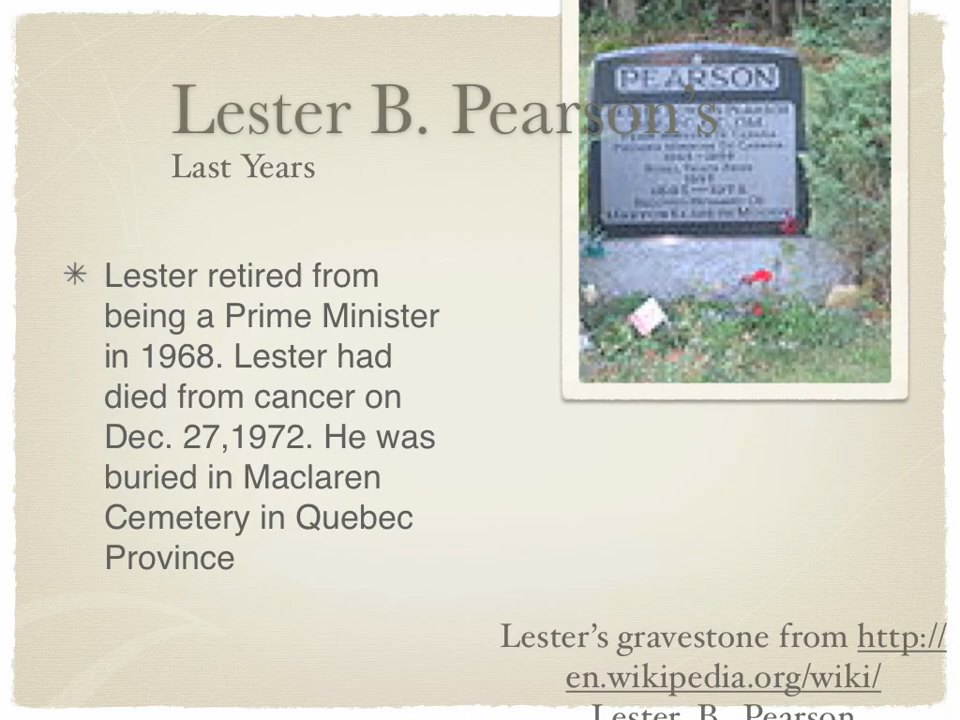 Lester B. Pearson's
Last Years
PEARSON
Lester retired from
being a Prime Minister
in 1968. Lester had
died from cancer on
Dec. 27,1972. He was
buried in Maclaren
Cemetery in Quebec
Province
Lester's gravestone from http://
en.wikipedia.org/wiki/
Lester_B._Pearson